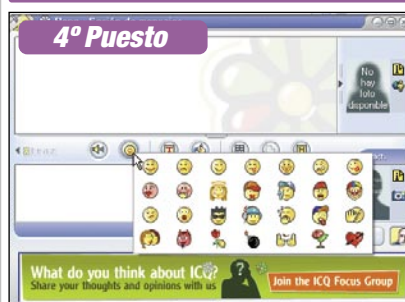 4º Puesto
No
hay
foto
disponible
What do you think about ICQ?
Share your thoughts and opinions with us
Join the ICQ Focus Group